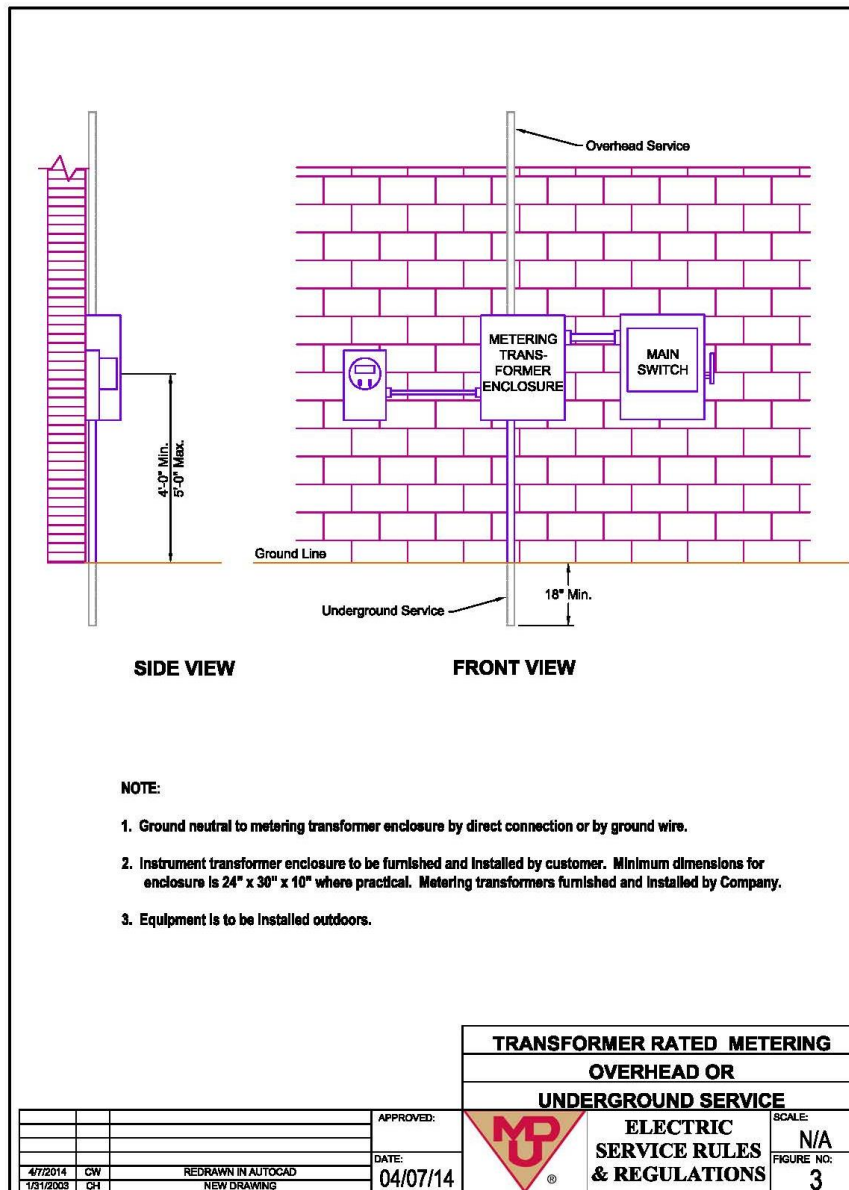 Overhead Service
METERING
TRANS-
FORMER
ENCLOSURE
MAIN
SWITCH
4'-0" Min.
5'-0" Max.
Ground Line
Underground Service
18" Min.
SIDE VIEW
FRONT VIEW
NOTE:
1. Ground neutral to metering transformer enclosure by direct connection or by ground wire.
2. Instrument transformer enclosure to be furnished and installed by customer. Minimum dimensions for
enclosure is 24" x 30" x 10" where practical. Metering transformers furnished and installed by Company.
3. Equipment is to be installed outdoors.
TRANSFORMER RATED METERING
OVERHEAD OR
UNDERGROUND SERVICE
4/7/2014 CW REDRAWN IN AUTOCAD
1/31/2003 CH NEW DRAWING
APPROVED:
DATE:
04/07/14
MPU
®
ELECTRIC
SERVICE RULES
& REGULATIONS
SCALE:
N/A
FIGURE NO:
3